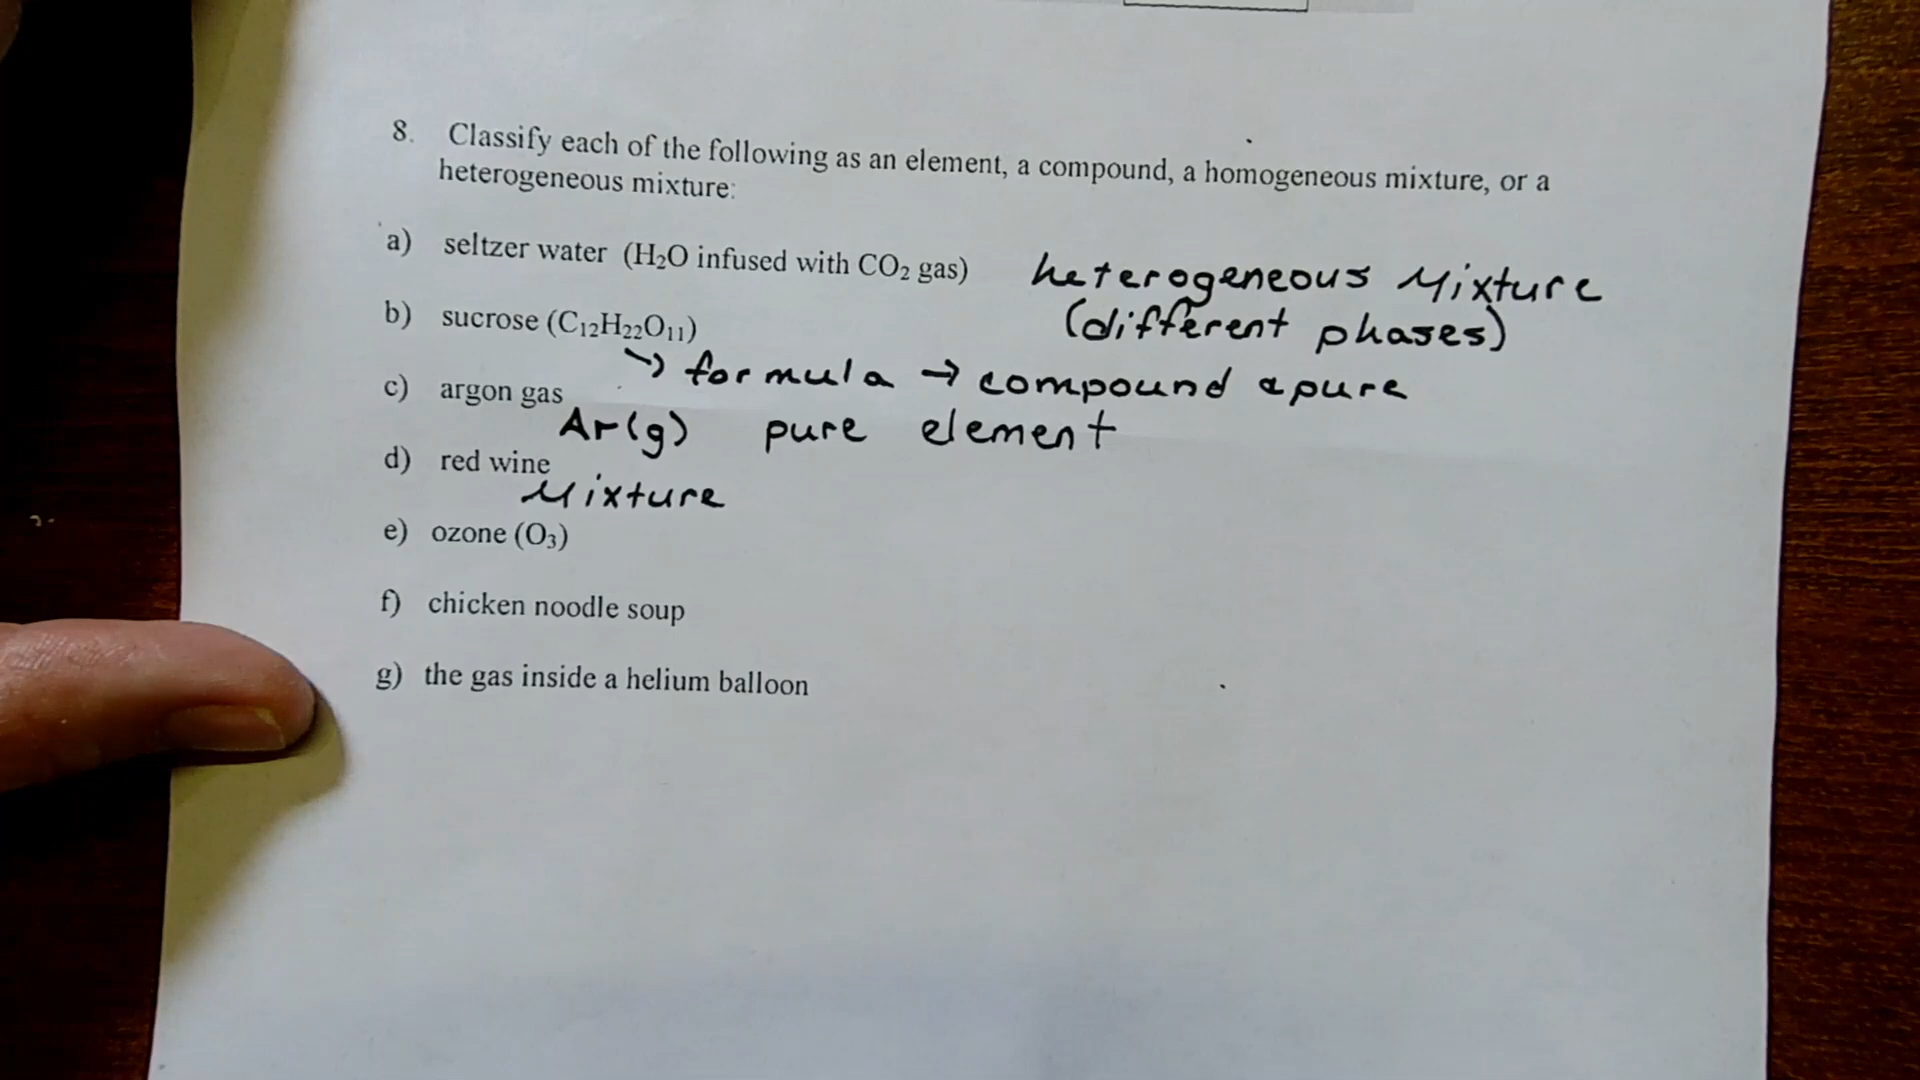 8. Classify each of the following as an element, a compound, a homogeneous mixture, or a
heterogeneous mixture:
a) seltzer water (H₂O infused with CO₂ gas) heterogeneous Mixture
(different phases)
b) sucrose (C₁₂H₂₂O₁₁)
→ formula → compound a pure
c) argon gas
Ar(g) pure element
d) red wine
Mixture
e) ozone (O₃)
f) chicken noodle soup
g) the gas inside a helium balloon